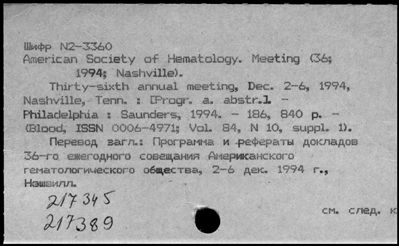 Шифр N2-3360
American Society of Hematology. Meeting (36;
1994; Nashville).
Thirty-sixth annual meeting, Dec. 2-6, 1994,
Nashville, Tenn. : [Progr. a. abstr.]. -
Philadelphia : Saunders, 1994. - 186, 840 p. -
(Blood, ISSN 0006-4971; Vol. 84, N 10, suppl. 1).
Перевод загл.: Программа и рефераты докладов
36-го ежегодного совещания Американского
гематологического общества, 2-6 дек. 1994 г.,
Нэшвилл.
217345
217389
см. след. к